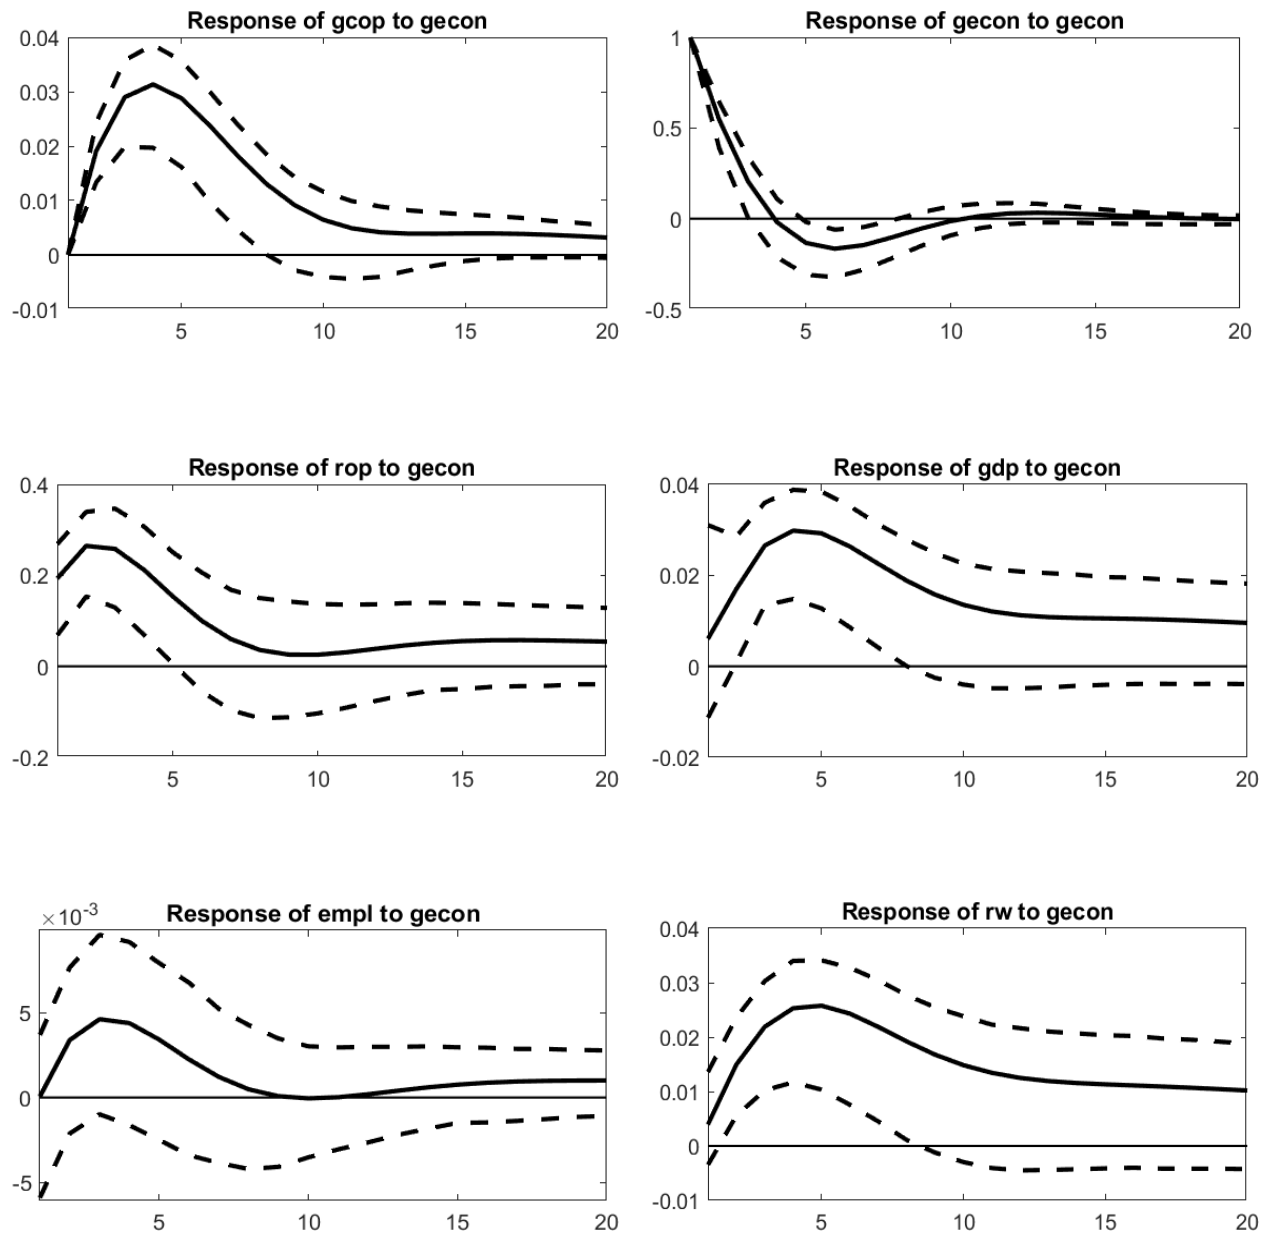 Response of gcop to gecon
0.04
0.03
0.02
0.01
0
-0.01
5 10 15 20
Response of gecon to gecon
1
0.5
0
-0.5
5 10 15 20
Response of rop to gecon
0.4
0.2
0
-0.2
5 10 15 20
Response of gdp to gecon
0.04
0.02
0
-0.02
5 10 15 20
×10-3
Response of empl to gecon
5
0
-5
5 10 15 20
Response of rw to gecon
0.04
0.03
0.02
0.01
0
-0.01
5 10 15 20